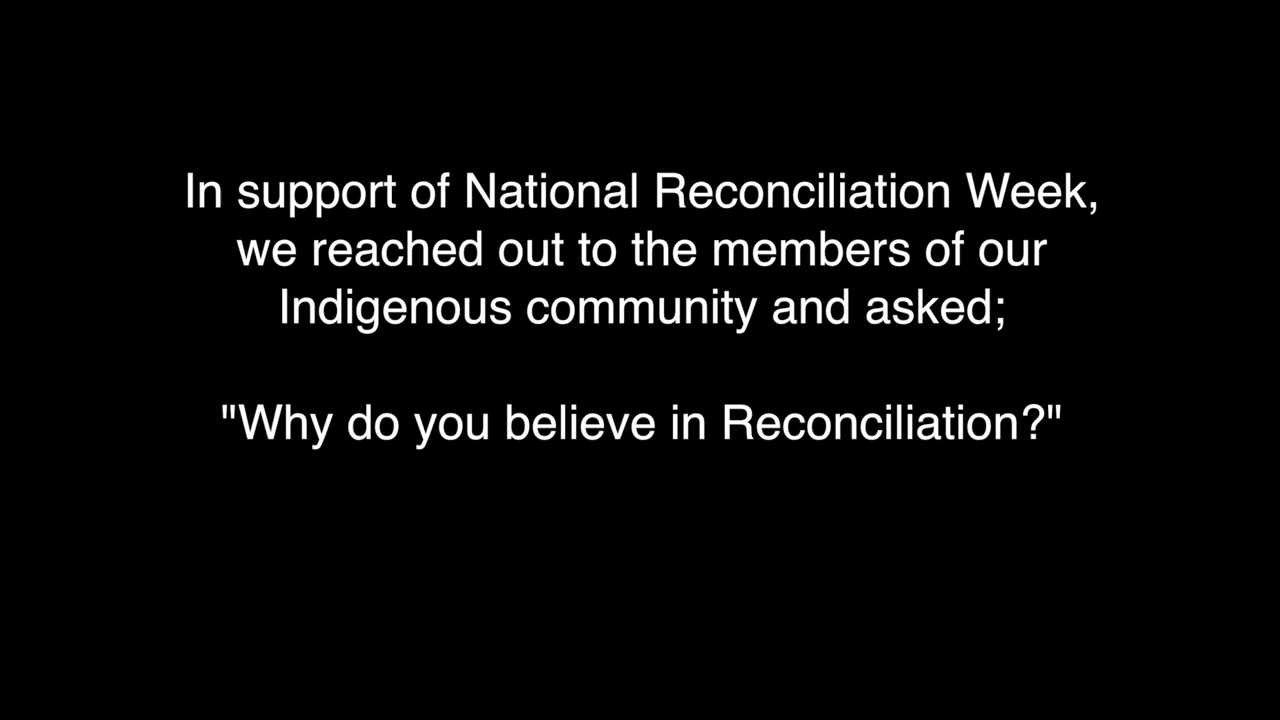 In support of National Reconciliation Week,
we reached out to the members of our
Indigenous community and asked;
"Why do you believe in Reconciliation?"